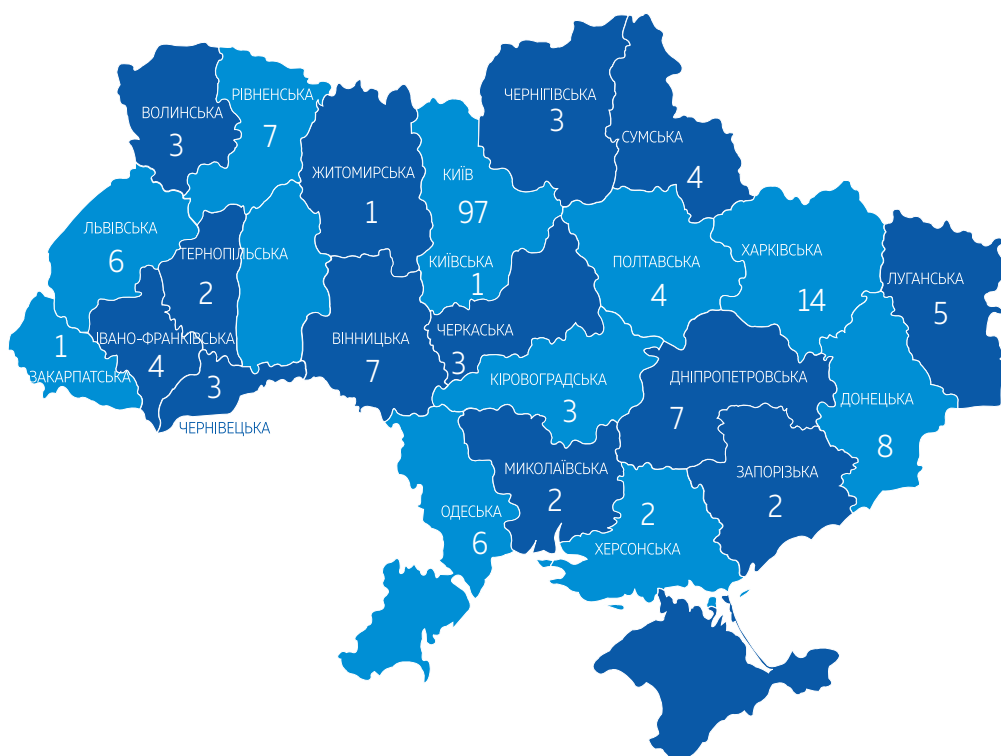 ВОЛИНСЬКА
3
РІВНЕНСЬКА
7
ЖИТОМИРСЬКА
1
КИЇВ
97
КИЇВСЬКА
1
ЧЕРНІГІВСЬКА
3
СУМСЬКА
4
ЛЬВІВСЬКА
6
ТЕРНОПІЛЬСЬКА
2
ПОЛТАВСЬКА
4
ХАРКІВСЬКА
14
ЛУГАНСЬКА
5
1
ЗАКАРПАТСЬКА
ІВАНО-ФРАНКІВСЬКА
4
3
ЧЕРНІВЕЦЬКА
ВІННИЦЬКА
7
ЧЕРКАСЬКА
3
КІРОВОГРАДСЬКА
3
ДНІПРОПЕТРОВСЬКА
7
ДОНЕЦЬКА
8
ОДЕСЬКА
6
МИКОЛАЇВСЬКА
2
2
ХЕРСОНСЬКА
ЗАПОРІЗЬКА
2